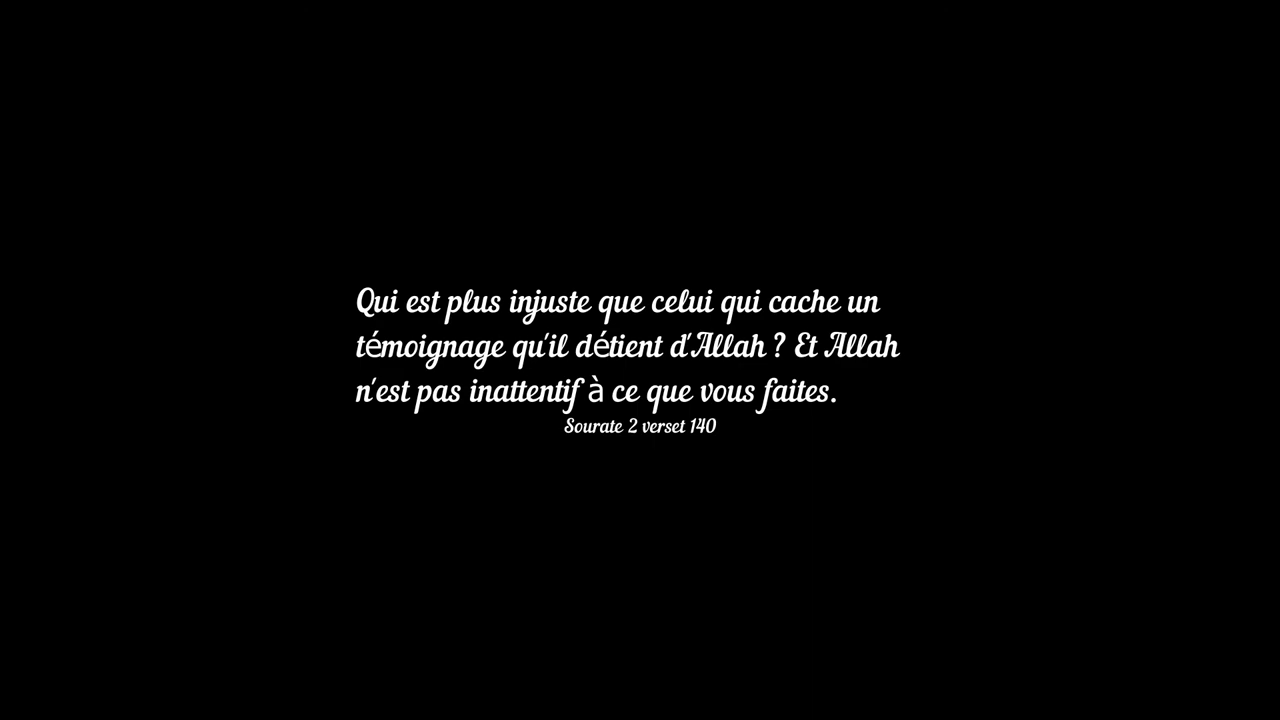 Qui est plus injuste que celui qui cache un
témoignage qu'il détient d'Allah ? Et Allah
n'est pas inattentif à ce que vous faites.
Sourate 2 verset 140